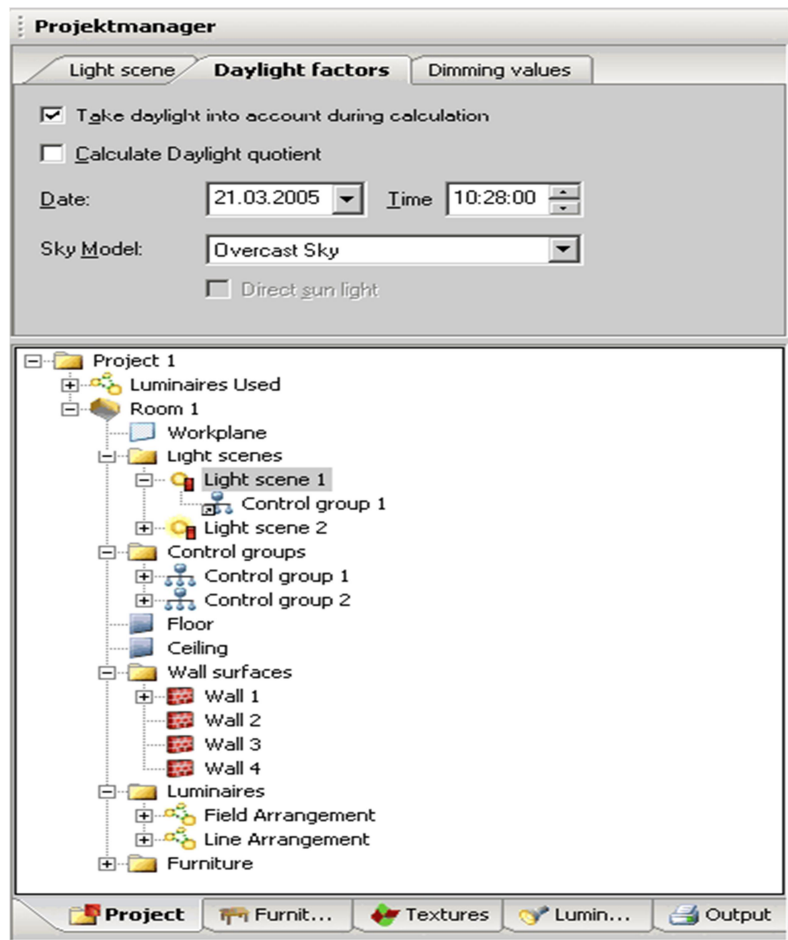 Projektmanager
Light scene Daylight factors Dimming values
Take daylight into account during calculation
Calculate Daylight quotient
Date: 21.03.2005 Time 10:28:00
Sky Model: Overcast Sky
Direct sun light
Project 1
Luminaires Used
Room 1
Workplane
Light scenes
Light scene 1
Control group 1
Light scene 2
Control groups
Control group 1
Control group 2
Floor
Ceiling
Wall surfaces
Wall 1
Wall 2
Wall 3
Wall 4
Luminaires
Field Arrangement
Line Arrangement
Furniture
Project Furnit... Textures Lumin... Output